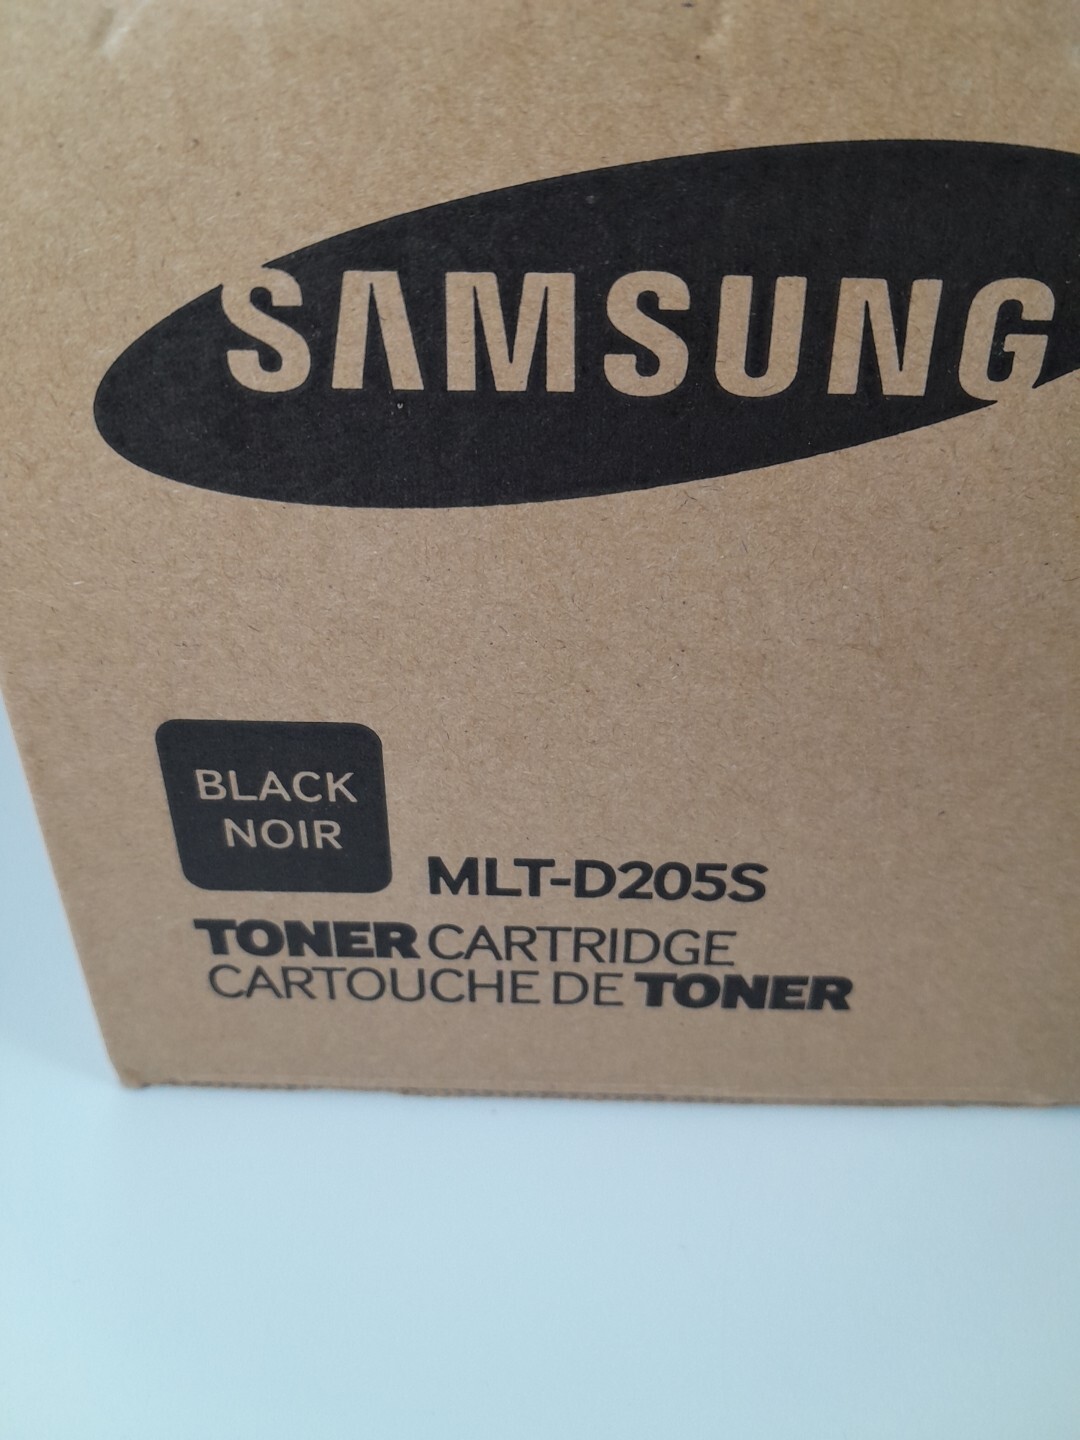 SAMSUNG
BLACK
NOIR
MLT-D205S
TONER CARTRIDGE
CARTOUCHE DE TONER